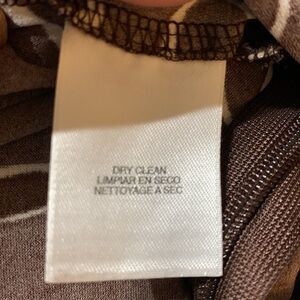 DRY CLEAN
LIMPIAR EN SECO
NETTOYAGE A SEC